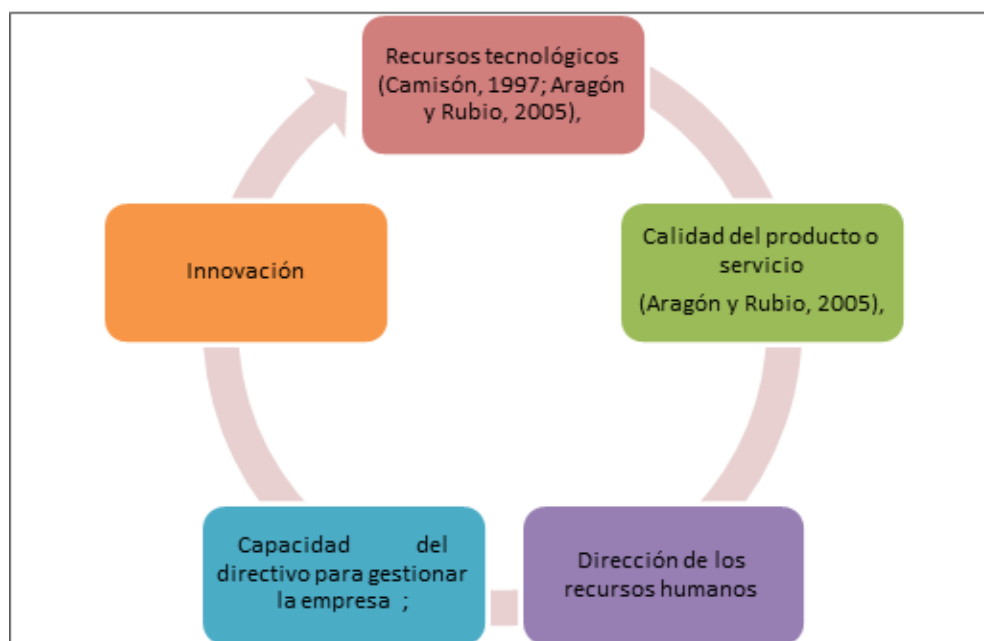 Recursos tecnológicos
(Camisón, 1997; Aragón
y Rubio, 2005),
Calidad del producto o
servicio
(Aragón y Rubio, 2005),
Dirección de los
recursos humanos
Capacidad del
directivo para gestionar
la empresa ;
Innovación